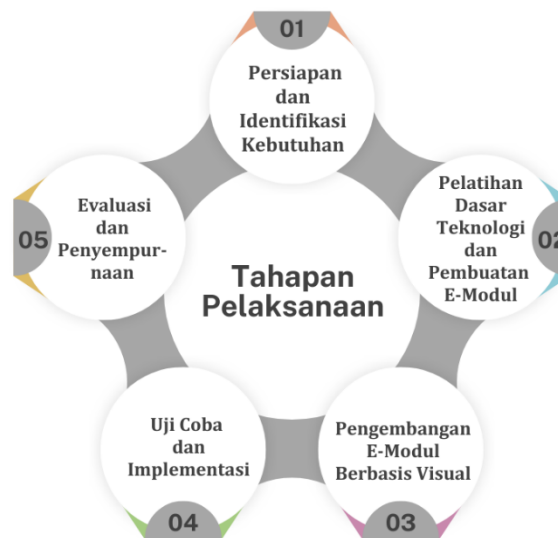 01
Persiapan
dan
Identifikasi
Kebutuhan
02
Pelatihan
Dasar
Teknologi
dan
Pembuatan
E-Modul
03
Pengembangan
E-Modul
Berbasis Visual
04
Uji Coba
dan
Implementasi
05
Evaluasi
dan
Penyempur-
naan
Tahapan
Pelaksanaan